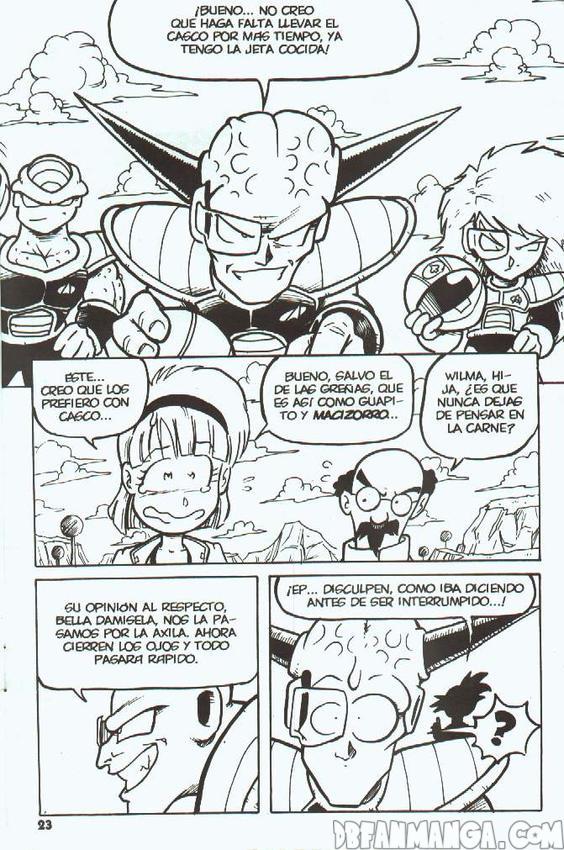 ¡BUENO... NO CREO
QUE HAGA FALTA LLEVAR EL
CASCO POR MAS TIEMPO, YA
TENGO LA JETA COCIDA!
ESTE...
CREO QUE LOS
PREFIERO CON
CASCO...
BUENO, SALVO EL
DE LAS GREÑAS, QUE
ES ASÍ COMO GUAPI-
TO Y MACIZORRO...
WILMA, HI-
JA, ¿ES QUE
NUNCA DEJAS
DE PENSAR EN
LA CARNE?
SU OPINIÓN AL RESPECTO,
BELLA DAMISELA, NOS LA PA-
SAMOS POR LA AXILA. AHORA
CIERREN LOS OJOS Y TODO
PASARÁ RÁPIDO.
¡EP... DISCULPEN, COMO IBA DICIENDO
ANTES DE SER INTERRUMPIDO...!
?
23
DBFANMANGA.COM